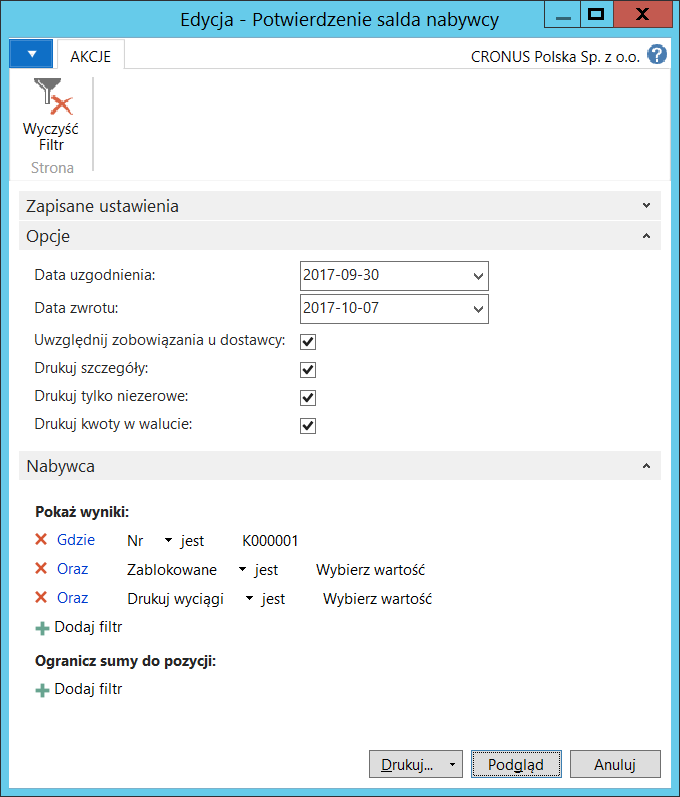 Edycja - Potwierdzenie salda nabywcy
AKCJE
CRONUS Polska Sp. z o.o.
?
Wyczyść
Filtr
Strona
Zapisane ustawienia
Opcje
Data uzgodnienia: 2017-09-30
Data zwrotu: 2017-10-07
Uwzględnij zobowiązania u dostawcy:
Drukuj szczegóły:
Drukuj tylko niezerowe:
Drukuj kwoty w walucie:
Nabywca
Pokaż wyniki:
Gdzie Nr jest K000001
Oraz Zablokowane jest Wybierz wartość
Oraz Drukuj wyciągi jest Wybierz wartość
Dodaj filtr
Ogranicz sumy do pozycji:
Dodaj filtr
Drukuj... Podgląd Anuluj